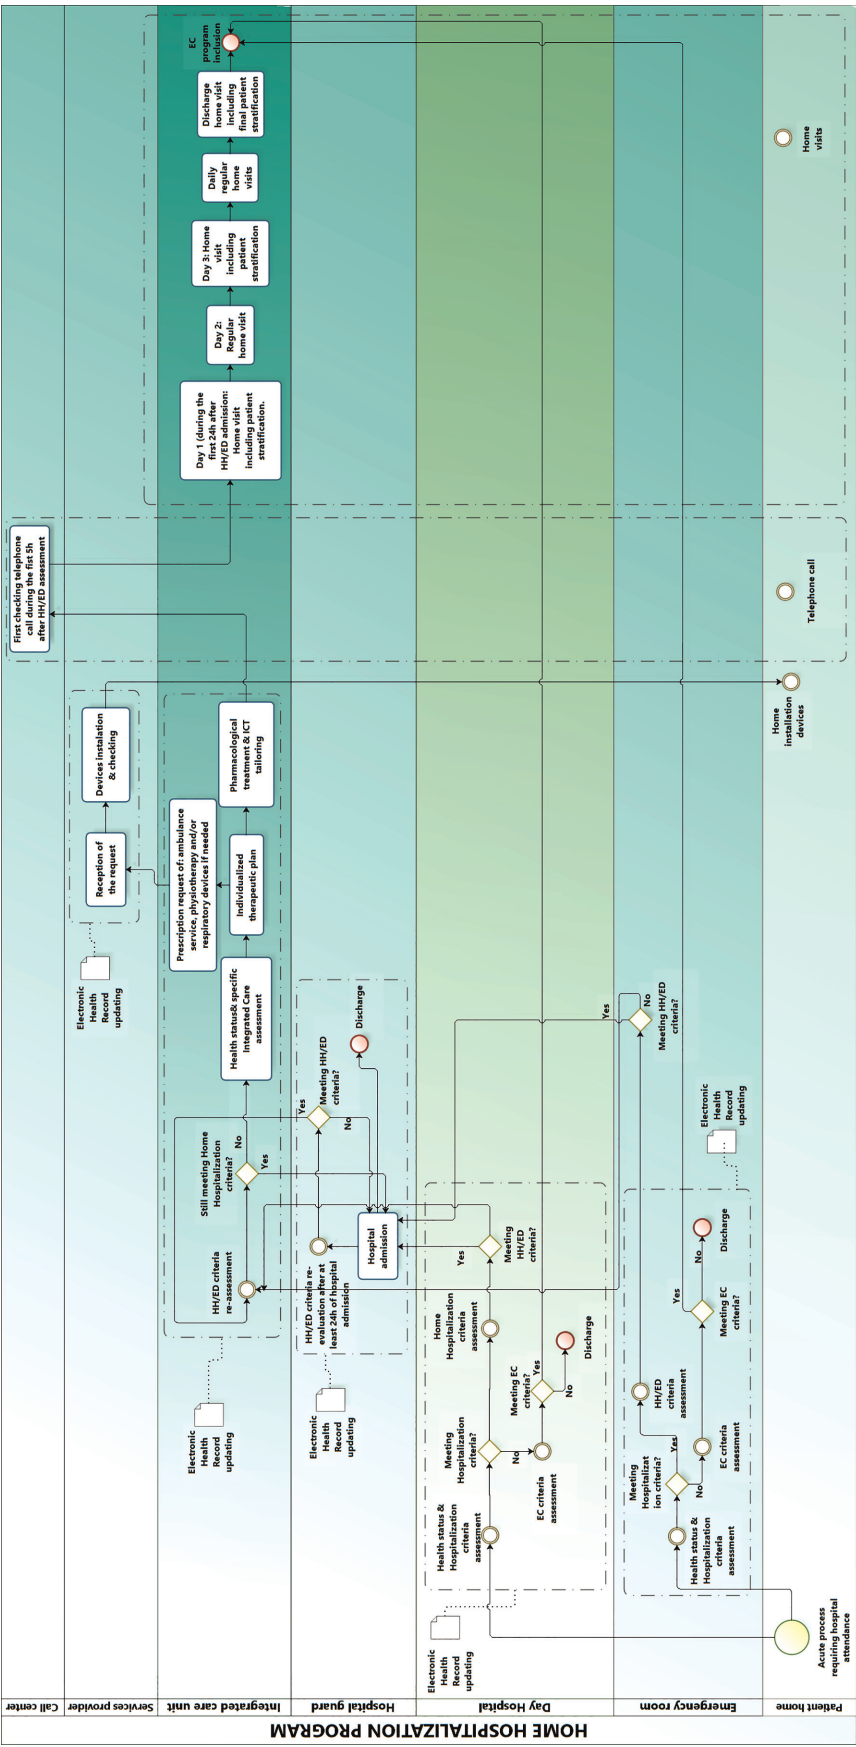 HOME HOSPITALIZATION PROGRAM
Call center
Services provider
Integrated care unit
Hospital guard
Day Hospital
Emergency room
Patient home
First checking telephone
call during the fist 5h
after HH/ED assessment
Electronic
Health
Record
updating
Reception of
the request
Devices instalation
& checking
Electronic
Health
Record
updating
HH/ED criteria
re-assessment
Still meeting Home
Hospitalization
criteria?
No
Yes
Health status& specific
Integrated Care
assessment
Prescription request of: ambulance
service, physiotherapy and/or
respiratory devices if needed
Individualized
therapeutic plan
Pharmacological
treatment & ICT
tailoring
Day 1 (during the
first 24h after
HH/ED admission:
Home visit
including patient
stratification.
Day 2:
Regular
home visit
Day 3: Home
visit
including
patient
stratification
Daily
regular
home
visits
Discharge
home visit
including
final patient
stratification
EC
program
inclusion
Electronic
Health
Record
updating
HH/ED criteria re-
evaluation after at
least 24h of hospital
admission
Hospital
admission
Yes
Meeting HH/ED
criteria?
No
Discharge
Electronic
Health
Record
updating
Health status &
Hospitalization
criteria
assessment
Meeting
Hospitalization
criteria?
No
EC criteria
assessment
Home
Hospitalization
criteria
assessment
Meeting EC
criteria?
Yes
No
Discharge
Yes
Meeting
HH/ED
criteria?
Health status &
Hospitalization
criteria
assessment
Meeting
Hospitalizat
ion criteria?
Yes
No
HH/ED
criteria
assessment
EC criteria
assessment
Yes
Meeting EC
criteria?
No
Discharge
Electronic
Health
Record
updating
Yes
No
Meeting HH/ED
criteria?
Acute process
requiring hospital
attendance
Home
installation
devices
Telephone call
Home
visits